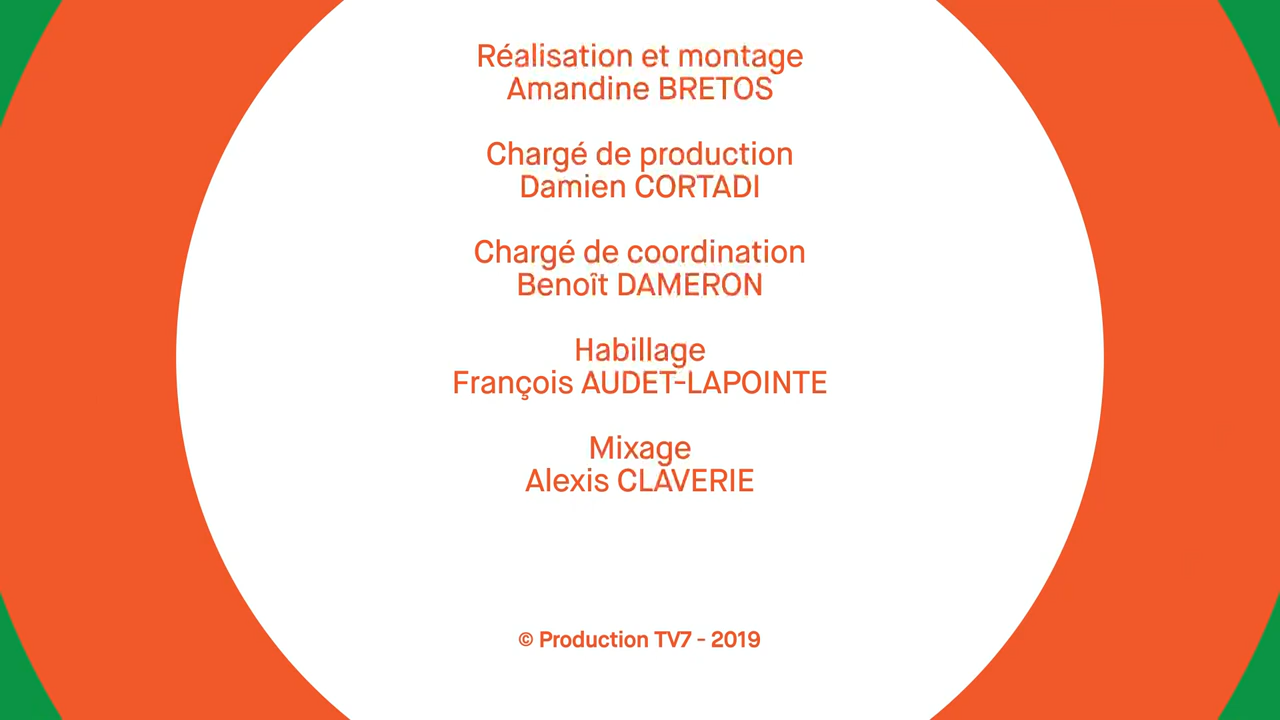 Réalisation et montage
Amandine BRETOS
Chargé de production
Damien CORTADI
Chargé de coordination
Benoît DAMERON
Habillage
François AUDET-LAPOINTE
Mixage
Alexis CLAVERIE
© Production TV7 - 2019